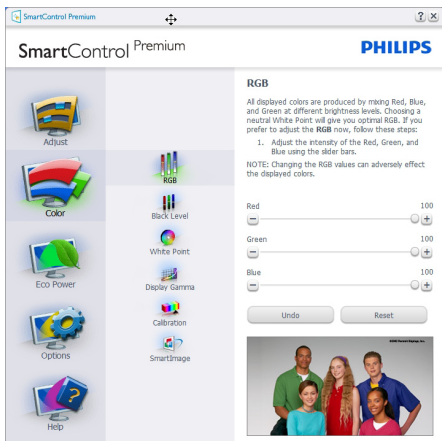 SmartControl Premium
? ×
SmartControl Premium
PHILIPS
Adjust
Color
Eco Power
Options
Help
RGB
Black Level
White Point
Display Gamma
Calibration
SmartImage
RGB
All displayed colors are produced by mixing Red, Blue,
and Green at different brightness levels. Choosing a
neutral White Point will give you optimal RGB. If you
prefer to adjust the RGB now, follow these steps:
1. Adjust the intensity of the Red, Green, and
Blue using the slider bars.
NOTE: Changing the RGB values can adversely effect
the displayed colors.
Red 100
Green 100
Blue 100
Undo Reset